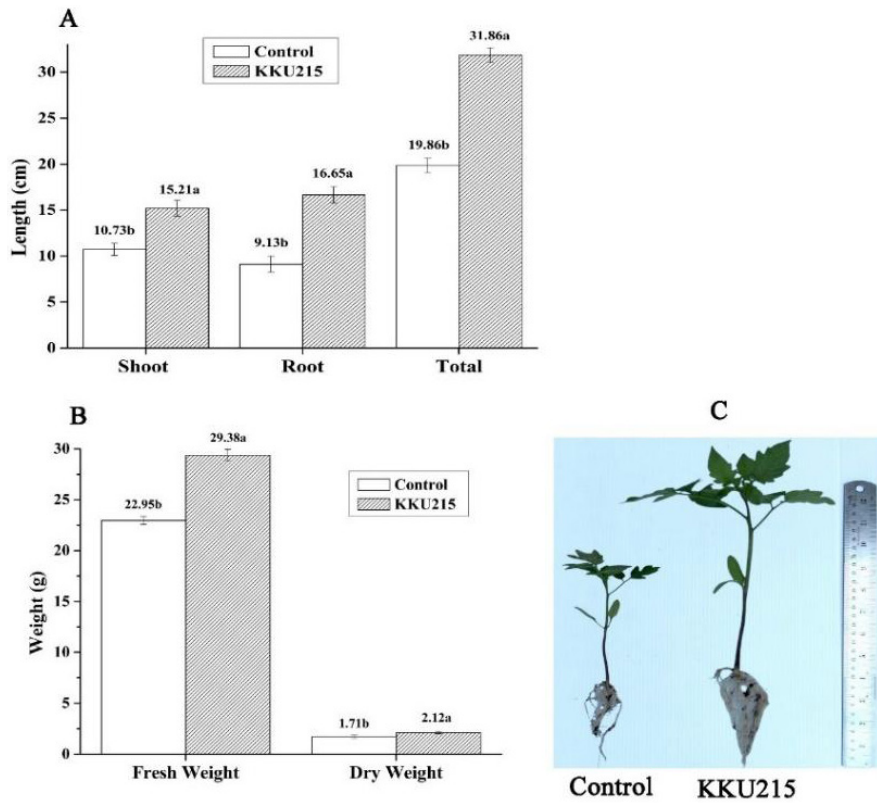 A
Control
KKU215
Length (cm)
30
25
20
15
10
5
0
10.73b
15.21a
9.13b
16.65a
19.86b
31.86a
Shoot
Root
Total
B
Control
KKU215
Weight (g)
30
25
20
15
10
5
0
22.95b
29.38a
1.71b
2.12a
Fresh Weight
Dry Weight
C
Control
KKU215